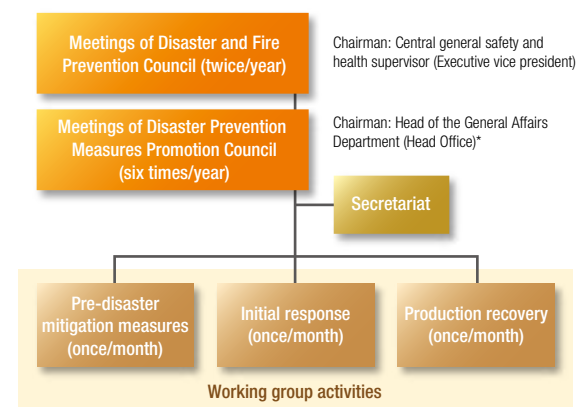 Meetings of Disaster and Fire
Prevention Council (twice/year)
Chairman: Central general safety and
health supervisor (Executive vice president)
Meetings of Disaster Prevention
Measures Promotion Council
(six times/year)
Chairman: Head of the General Affairs
Department (Head Office)*
Secretariat
Pre-disaster
mitigation measures
(once/month)
Initial response
(once/month)
Production recovery
(once/month)
Working group activities